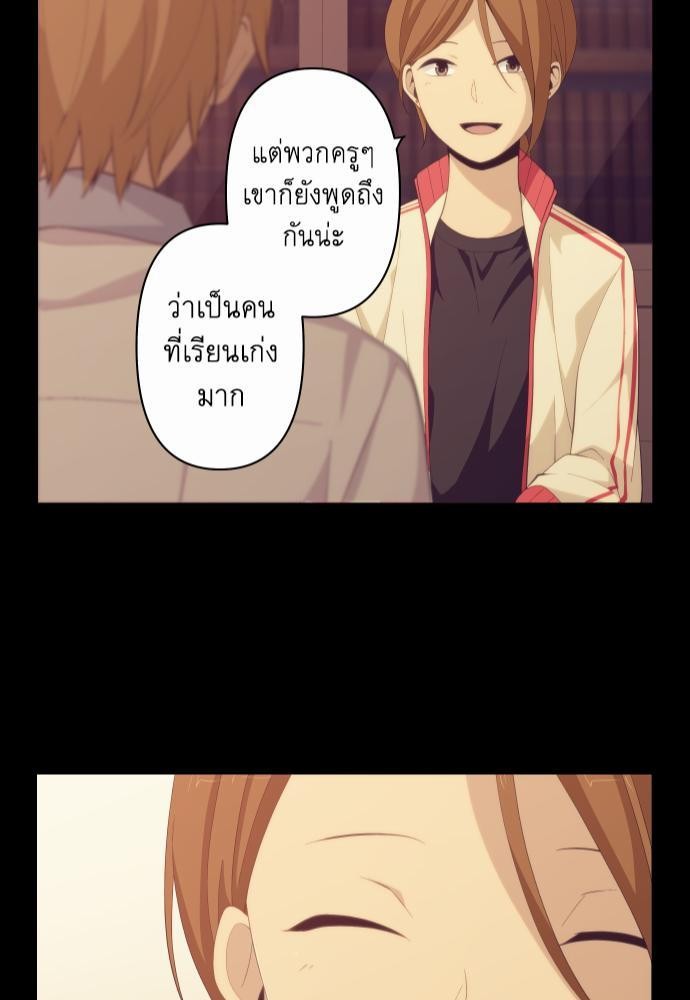 แต่พวกครูๆ
เขาก็ยังพูดถึง
กันน่ะ
ว่าเป็นคน
ที่เรียนเก่ง
มาก